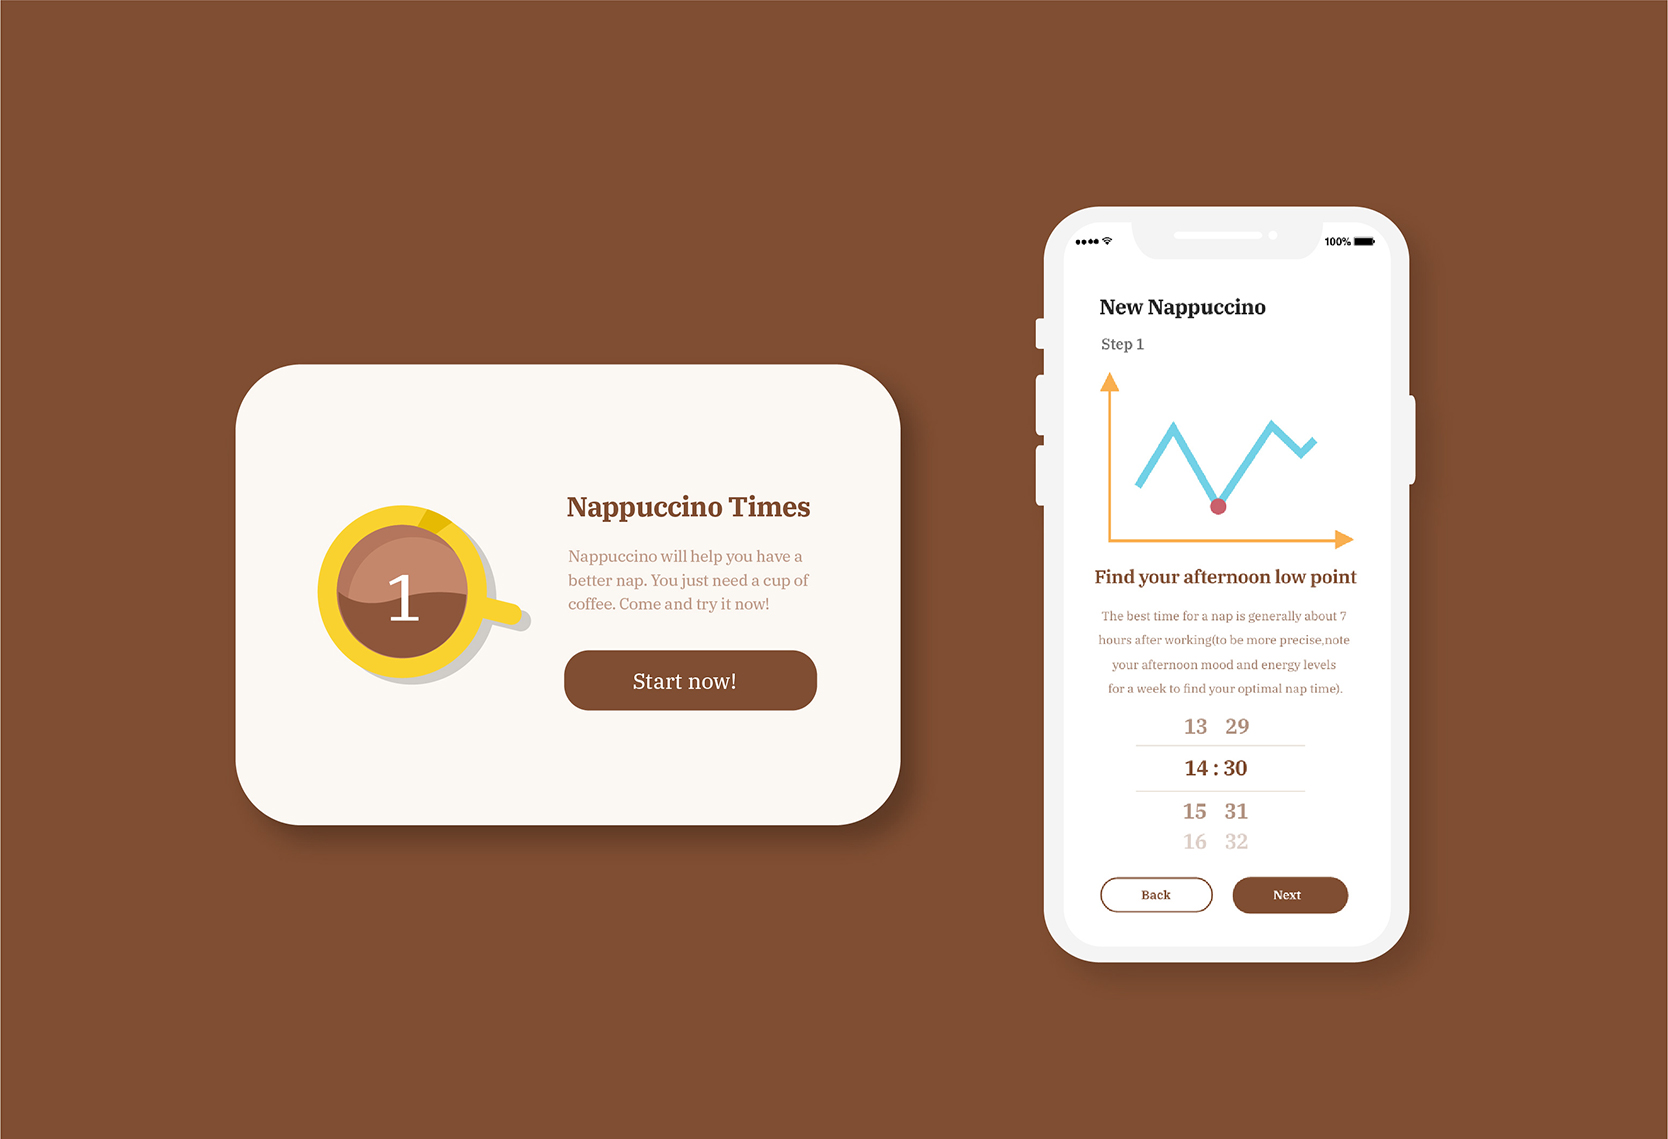 1
Nappuccino Times
Nappuccino will help you have a
better nap. You just need a cup of
coffee. Come and try it now!
Start now!
100%
New Nappuccino
Step 1
Find your afternoon low point
The best time for a nap is generally about 7
hours after working(to be more precise,note
your afternoon mood and energy levels
for a week to find your optimal nap time).
13 29
14 : 30
15 31
16 32
Back
Next